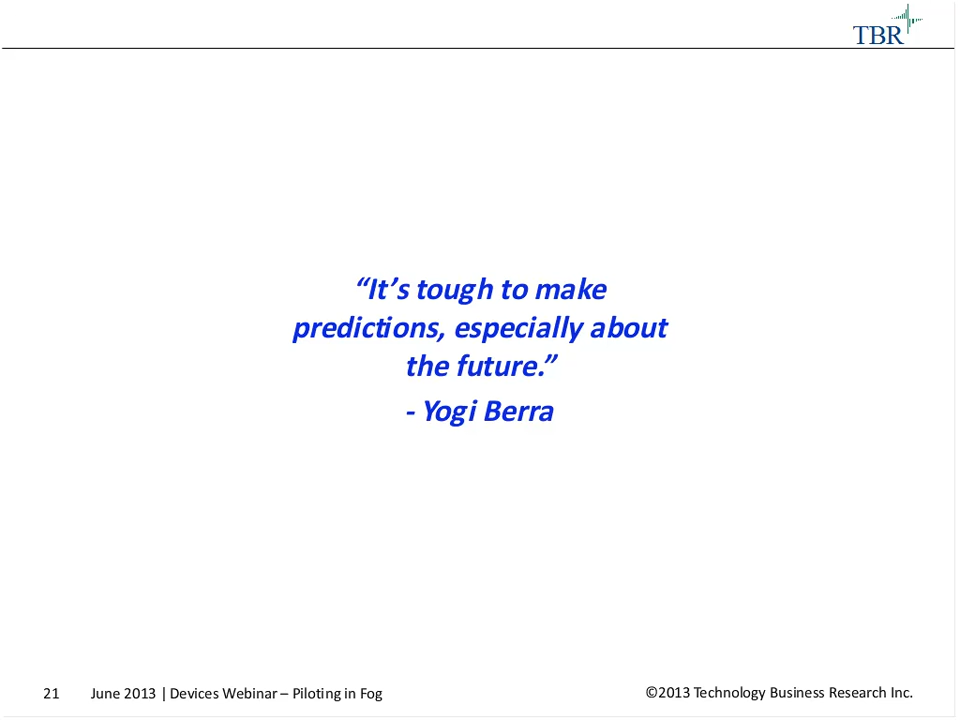 TBR
“It’s tough to make
predictions, especially about
the future.”
- Yogi Berra
21 June 2013 | Devices Webinar – Piloting in Fog ©2013 Technology Business Research Inc.